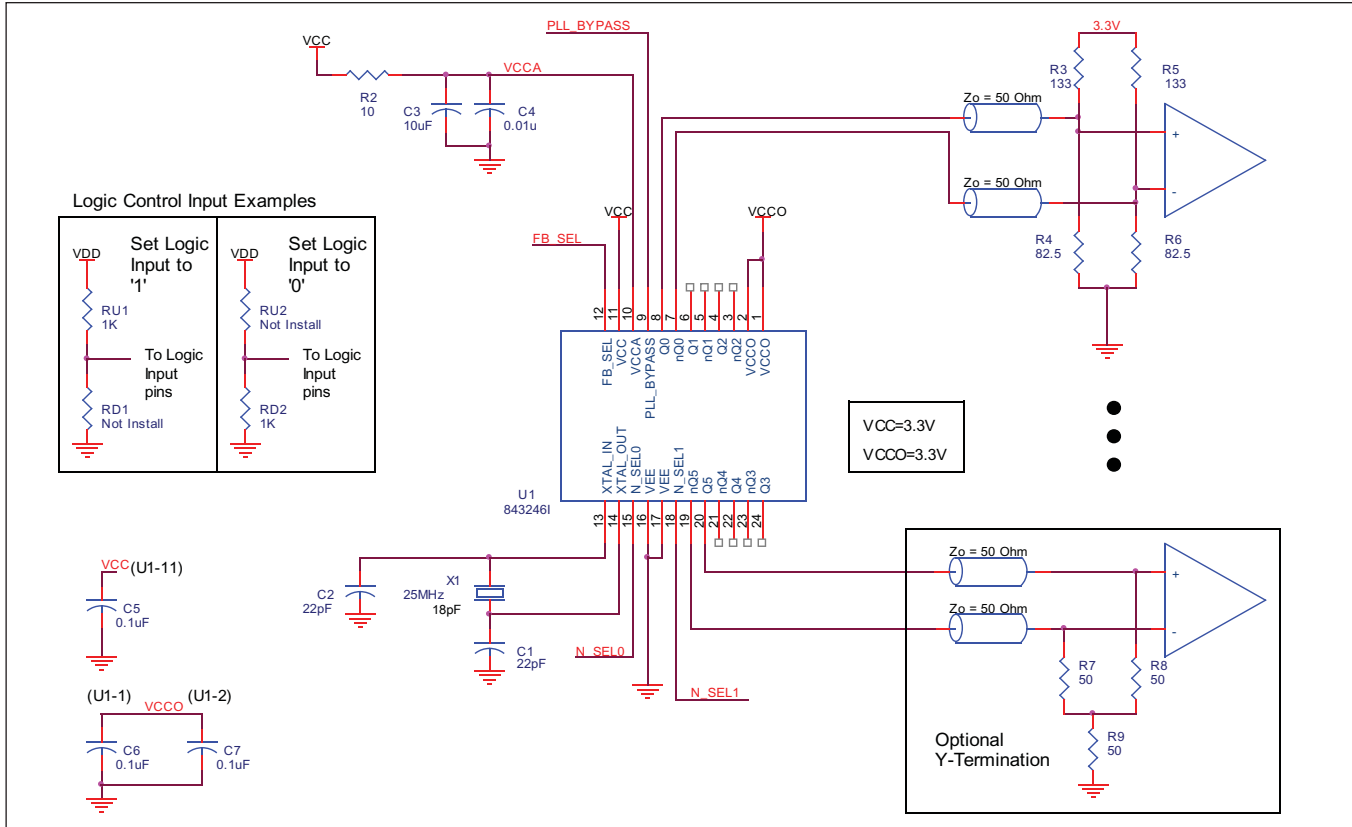 PLL_BYPASS
VCC
R2
10
VCCA
C3
10uF
C4
0.01u
3.3V
R3
133
R5
133
Zo = 50 Ohm
+
Zo = 50 Ohm
-
R4
82.5
R6
82.5
Logic Control Input Examples
Set Logic
Input to
'1'
VDD
RU1
1K
To Logic
Input
pins
RD1
Not Install
Set Logic
Input to
'0'
VDD
RU2
Not Install
To Logic
Input
pins
RD2
1K
FB_SEL
VCC
VCCO
12
11
10
9
8
7
6
5
4
3
2
1
FB_SEL
VCC
VCCA
PLL_BYPASS
Q0
nQ0
Q1
nQ1
Q2
nQ2
VCCO
VCCO
XTAL_IN
XTAL_OUT
N_SEL0
VEE
VEE
N_SEL1
nQ5
Q5
nQ4
Q4
nQ3
Q3
U1
843246I
13
14
15
16
17
18
19
20
21
22
23
24
VCC=3.3V
VCCO=3.3V
VCC (U1-11)
C5
0.1uF
C2
22pF
X1
25MHz
18pF
C1
22pF
N_SEL0
N_SEL1
(U1-1)
VCCO
(U1-2)
C6
0.1uF
C7
0.1uF
Zo = 50 Ohm
+
Zo = 50 Ohm
-
R7
50
R8
50
R9
50
Optional
Y-Termination